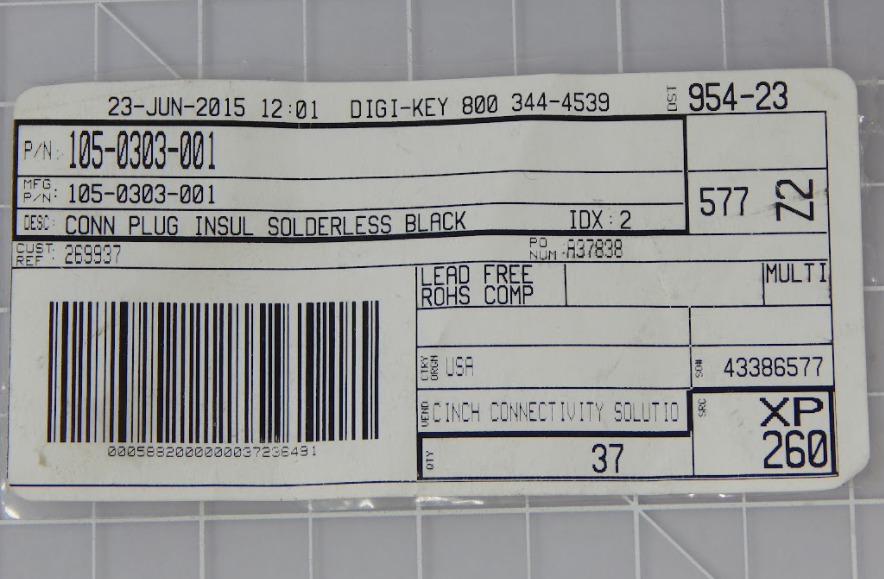 23-JUN-2015 12:01 DIGI-KEY 800 344-4539 DST 954-23
P/N: 105-0303-001
MFG P/N: 105-0303-001
577 Z2
DESC: CONN PLUG INSUL SOLDERLESS BLACK IDX:2
CUST REF: 269937 PO NUM: A37838
LEAD FREE MULTI
ROHS COMP
CTRY ORGN USA SO# 43386577
VEND CINCH CONNECTIVITY SOLUTIO SRC XP
QTY 37 260
0005882000000037236491